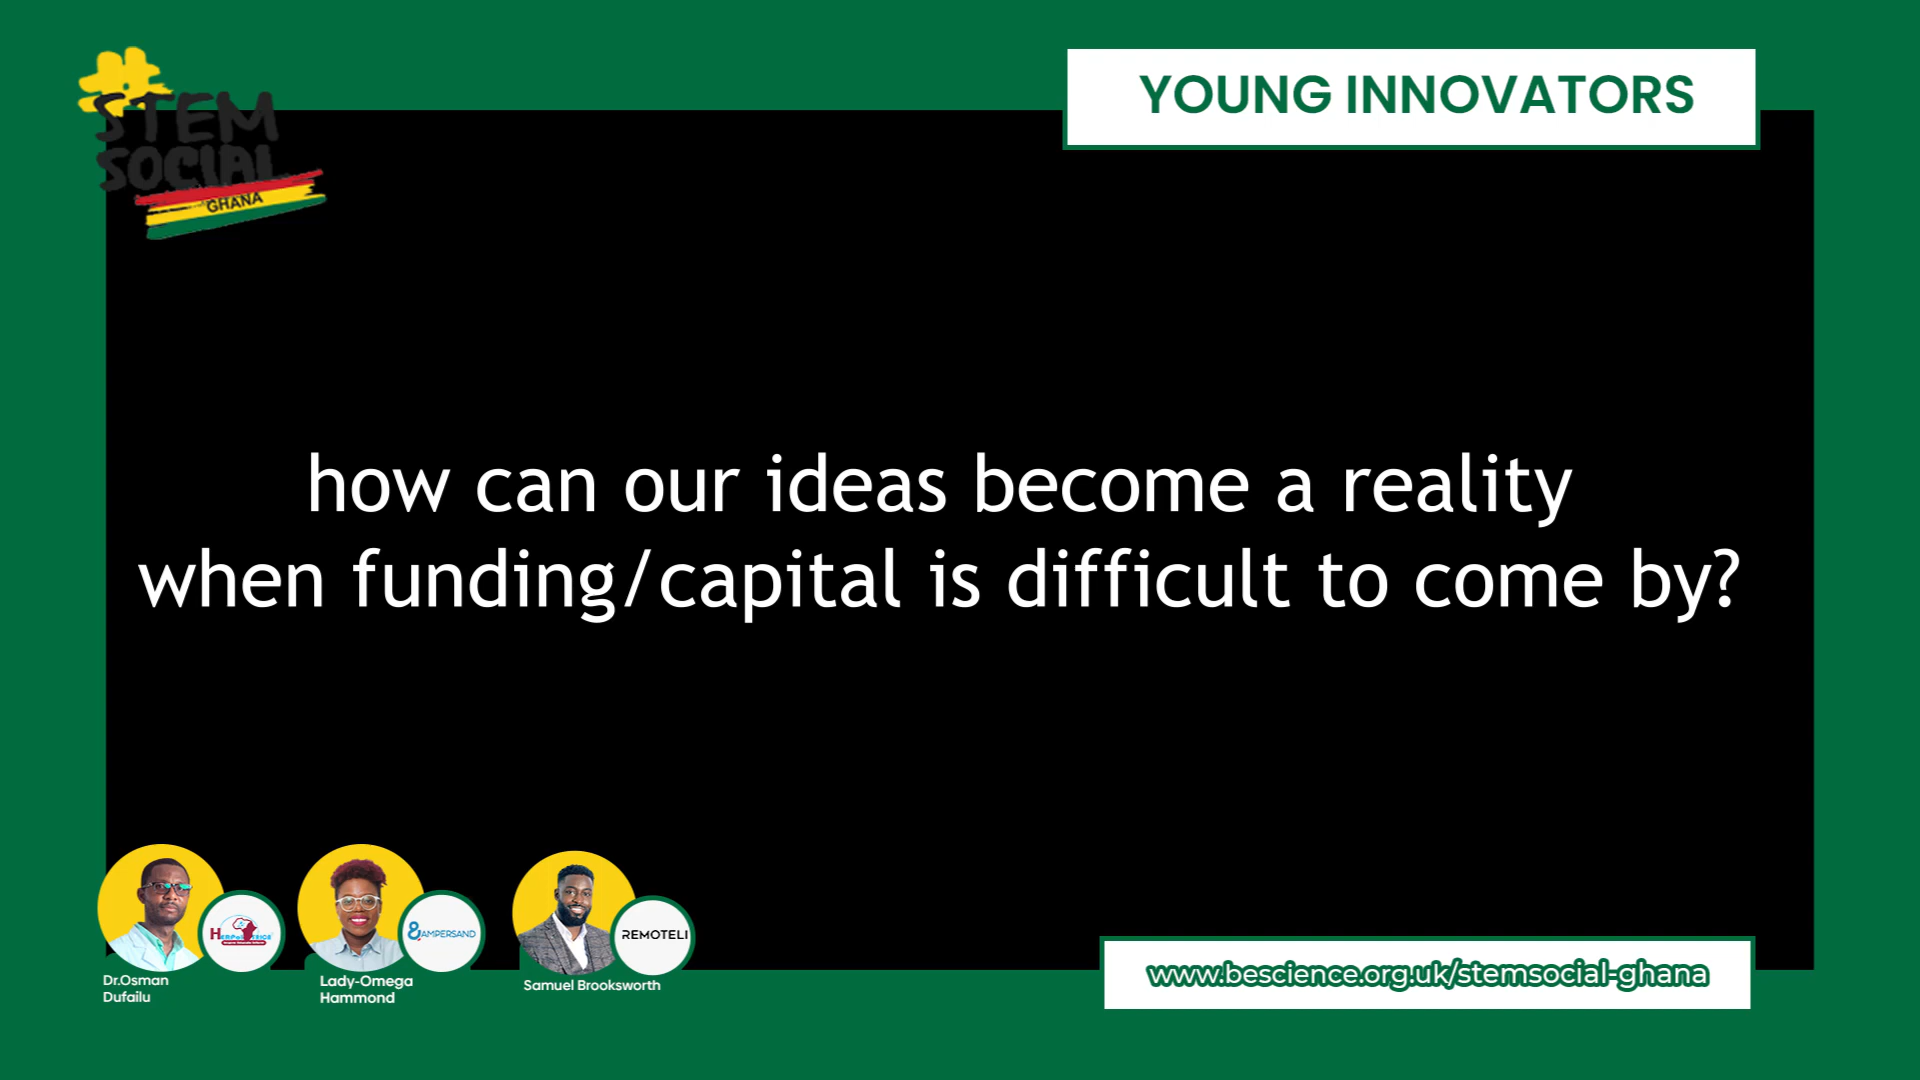 #
STEM
SOCIAL
GHANA
YOUNG INNOVATORS
how can our ideas become a reality
when funding/capital is difficult to come by?
Dr.Osman
Dufailu
AMPERSAND
Lady-Omega
Hammond
REMOTELI
Samuel Brooksworth
www.bescience.org.uk/stemsocial-ghana